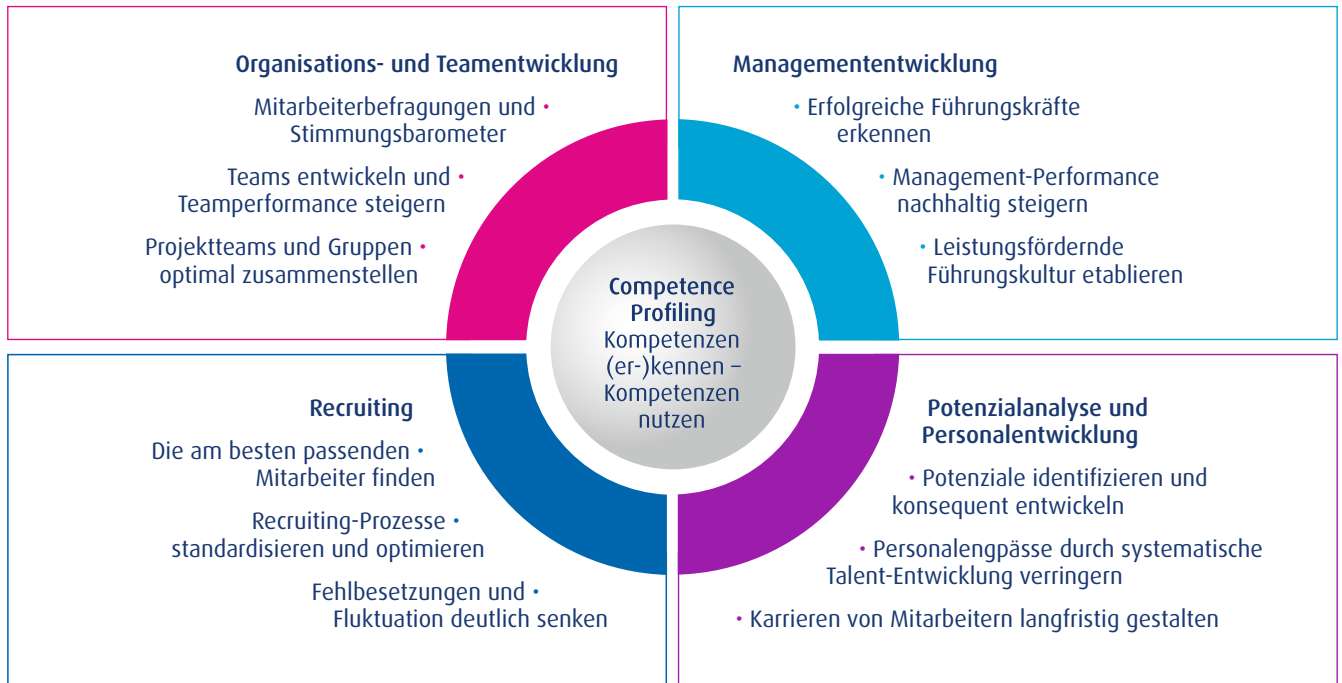 Organisations- und Teamentwicklung
Mitarbeiterbefragungen und •
Stimmungsbarometer
Teams entwickeln und •
Teamperformance steigern
Projektteams und Gruppen •
optimal zusammenstellen
Managemententwicklung
• Erfolgreiche Führungskräfte
erkennen
• Management-Performance
nachhaltig steigern
• Leistungsfördernde
Führungskultur etablieren
Competence
Profiling
Kompetenzen
(er-)kennen –
Kompetenzen
nutzen
Recruiting
Die am besten passenden •
Mitarbeiter finden
Recruiting-Prozesse •
standardisieren und optimieren
Fehlbesetzungen und •
Fluktuation deutlich senken
Potenzialanalyse und
Personalentwicklung
• Potenziale identifizieren und
konsequent entwickeln
• Personalengpässe durch systematische
Talent-Entwicklung verringern
• Karrieren von Mitarbeitern langfristig gestalten